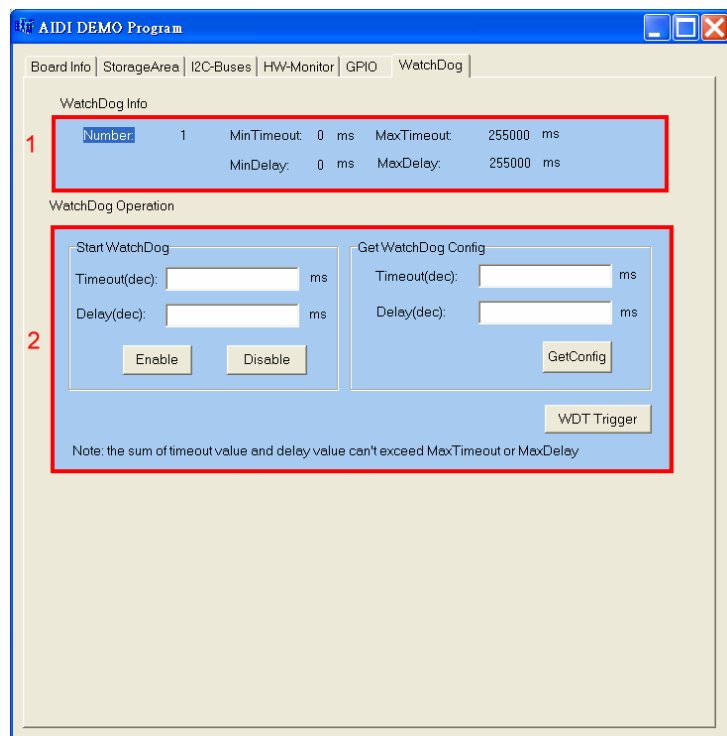 AIDI DEMO Program
Board Info StorageArea I2C-Buses HW-Monitor GPIO WatchDog
WatchDog Info
1
Number: 1 MinTimeout: 0 ms MaxTimeout: 255000 ms
MinDelay: 0 ms MaxDelay: 255000 ms
WatchDog Operation
2
Start WatchDog
Timeout(dec): ms
Delay(dec): ms
Enable Disable
Get WatchDog Config
Timeout(dec): ms
Delay(dec): ms
GetConfig
WDT Trigger
Note: the sum of timeout value and delay value can't exceed MaxTimeout or MaxDelay